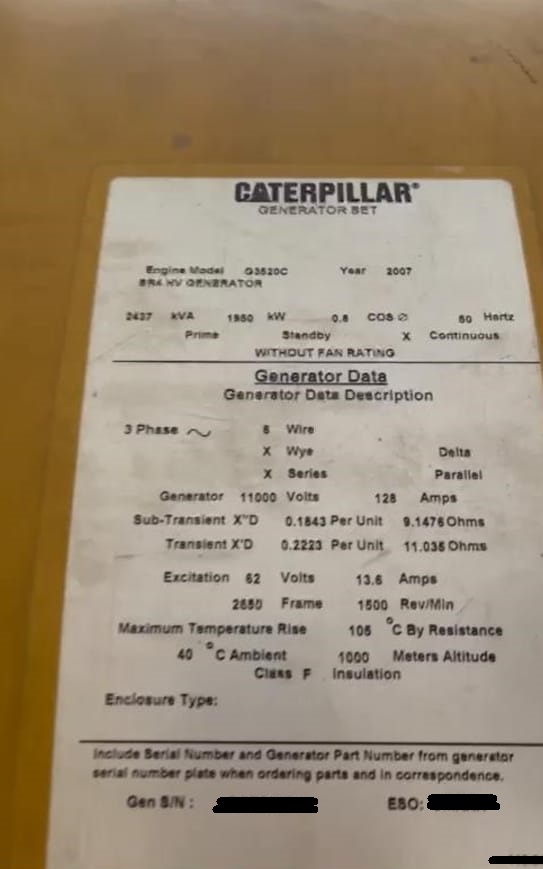 CATERPILLAR®
GENERATOR SET
Engine Model G3520C Year 2007
SR4 HV GENERATOR
2437 kVA 1950 kW 0.8 COS ∅ 50 Hertz
Prime Standby X Continuous
WITHOUT FAN RATING
Generator Data
Generator Data Description
3 Phase ~ 6 Wire
X Wye Delta
X Series Parallel
Generator 11000 Volts 128 Amps
Sub-Transient X"D 0.1843 Per Unit 9.1476 Ohms
Transient X'D 0.2223 Per Unit 11.035 Ohms
Excitation 62 Volts 13.6 Amps
2650 Frame 1500 Rev/Min
Maximum Temperature Rise 105 °C By Resistance
40 °C Ambient 1000 Meters Altitude
Class F Insulation
Enclosure Type:
Include Serial Number and Generator Part Number from generator
serial number plate when ordering parts and in correspondence.
Gen S/N : ESO: